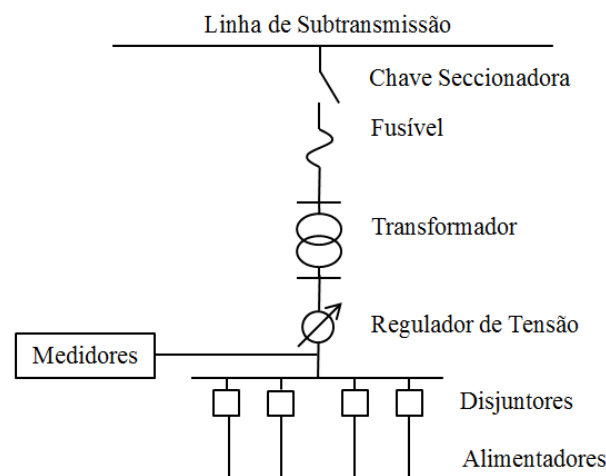 Linha de Subtransmissão
Chave Seccionadora
Fusível
Transformador
Regulador de Tensão
Medidores
Disjuntores
Alimentadores